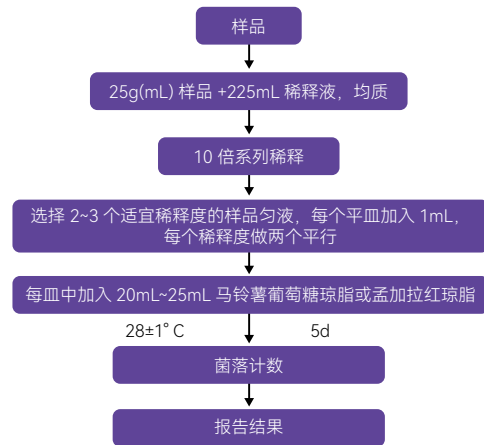 样品
25g(mL) 样品 +225mL 稀释液，均质
10 倍系列稀释
选择 2~3 个适宜稀释度的样品匀液，每个平皿加入 1mL，
每个稀释度做两个平行
每皿中加入 20mL~25mL 马铃薯葡萄糖琼脂或孟加拉红琼脂
28±1°C 5d
菌落计数
报告结果